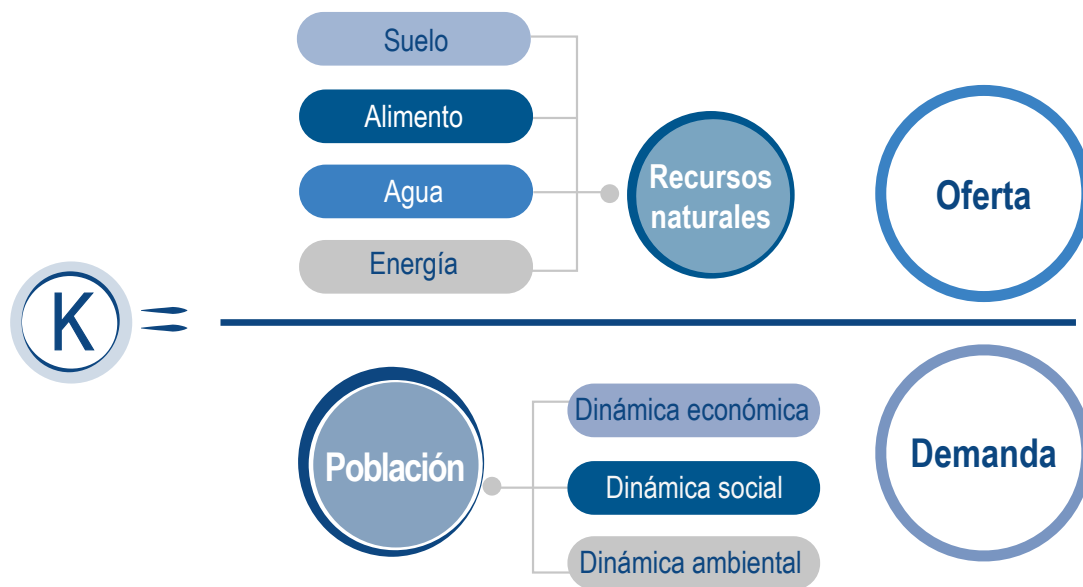 Suelo
Alimento
Agua
Energía
Recursos
naturales
Oferta
K =
Población
Dinámica económica
Dinámica social
Dinámica ambiental
Demanda